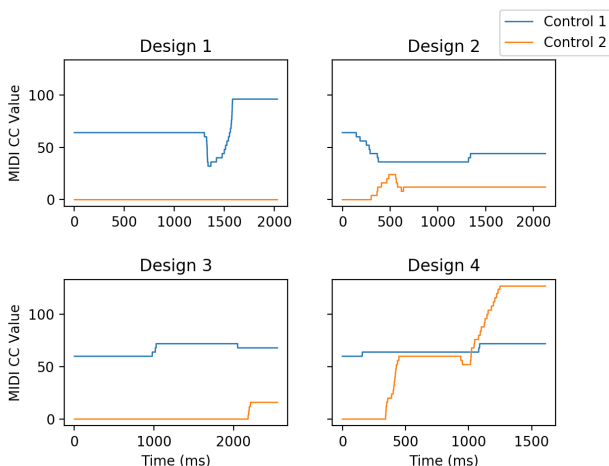 Control 1
Control 2
Design 1
Design 2
MIDI CC Value
100
50
0
0 500 1000 1500 2000
0 500 1000 1500 2000
Design 3
Design 4
MIDI CC Value
100
50
0
0 1000 2000
0 500 1000 1500
Time (ms)
Time (ms)